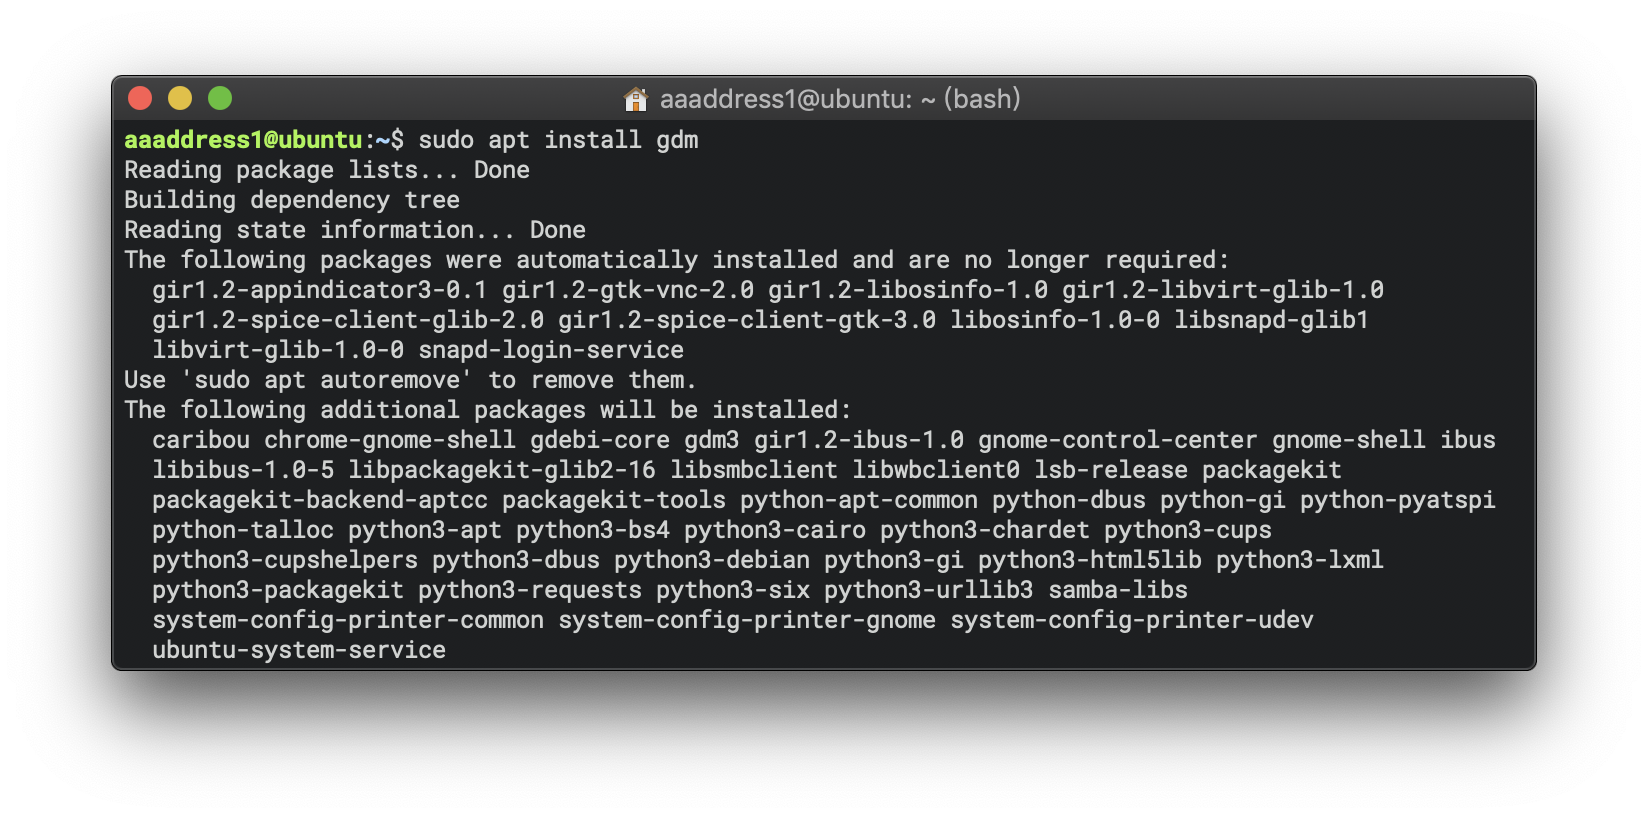 aaaddress1@ubuntu: ~ (bash)
aaaddress1@ubuntu:~$ sudo apt install gdm
Reading package lists... Done
Building dependency tree
Reading state information... Done
The following packages were automatically installed and are no longer required:
  gir1.2-appindicator3-0.1 gir1.2-gtk-vnc-2.0 gir1.2-libosinfo-1.0 gir1.2-libvirt-glib-1.0
  gir1.2-spice-client-glib-2.0 gir1.2-spice-client-gtk-3.0 libosinfo-1.0-0 libsnapd-glib1
  libvirt-glib-1.0-0 snapd-login-service
Use 'sudo apt autoremove' to remove them.
The following additional packages will be installed:
  caribou chrome-gnome-shell gdebi-core gdm3 gir1.2-ibus-1.0 gnome-control-center gnome-shell ibus
  libibus-1.0-5 libpackagekit-glib2-16 libsmbclient libwbclient0 lsb-release packagekit
  packagekit-backend-aptcc packagekit-tools python-apt-common python-dbus python-gi python-pyatspi
  python-talloc python3-apt python3-bs4 python3-cairo python3-chardet python3-cups
  python3-cupshelpers python3-dbus python3-debian python3-gi python3-html5lib python3-lxml
  python3-packagekit python3-requests python3-six python3-urllib3 samba-libs
  system-config-printer-common system-config-printer-gnome system-config-printer-udev
  ubuntu-system-service